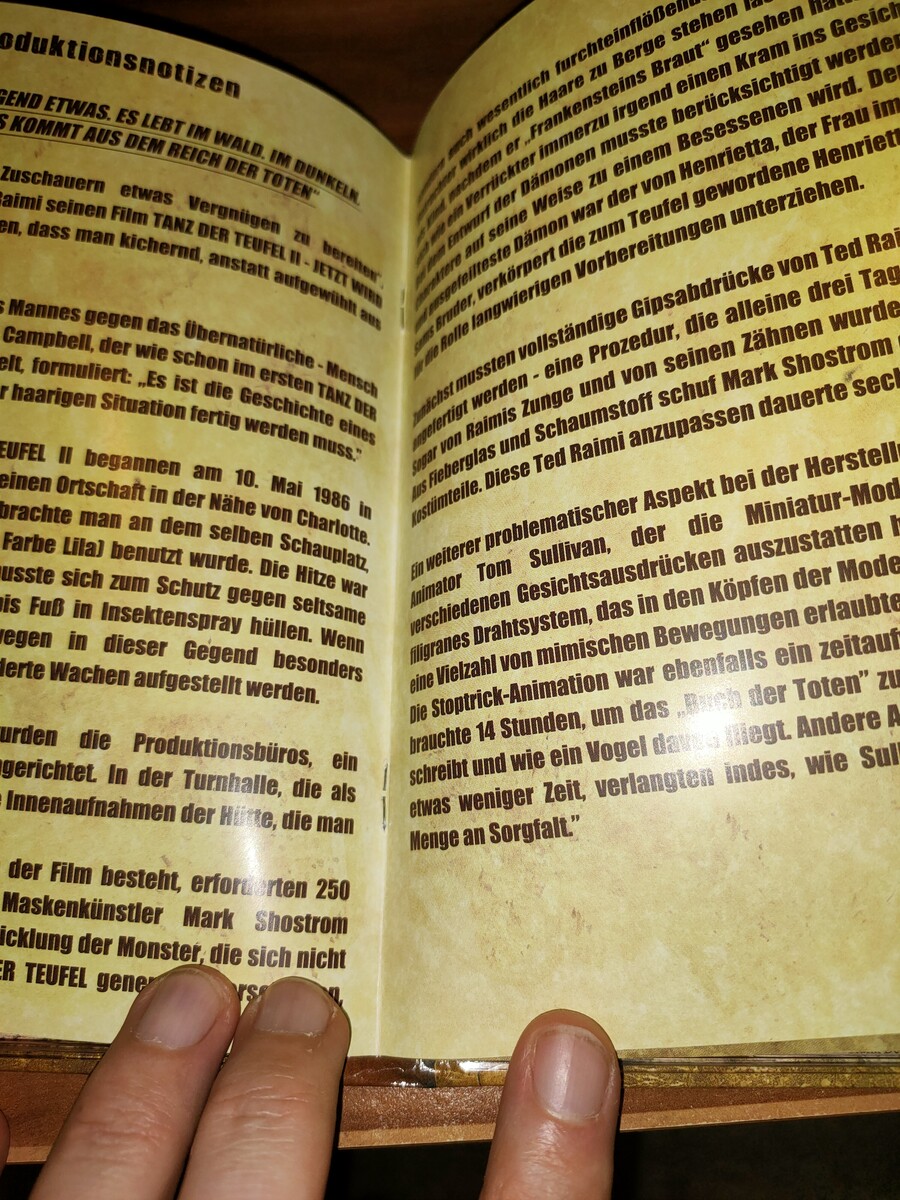 oduktionsnotizen
GEND ETWAS. ES LEBT IM WALD. IM DUNKELN.
S KOMMT AUS DEM REICH DER TOTEN"
Zuschauern etwas Vergnügen zu bereiten"
Raimi seinen Film TANZ DER TEUFEL II - JETZT WIRD
en, dass man kichernd, anstatt aufgewühlt aus
s Mannes gegen das Übernatürliche - Mensch
Campbell, der wie schon im ersten TANZ DER
elt, formuliert: „Es ist die Geschichte eines
r haarigen Situation fertig werden muss."
EUFEL II begannen am 10. Mai 1986 in
einen Ortschaft in der Nähe von Charlotte.
brachte man an dem selben Schauplatz,
Farbe Lila) benutzt wurde. Die Hitze war
usste sich zum Schutz gegen seltsame
bis Fuß in Insektenspray hüllen. Wenn
wegen in dieser Gegend besonders
derte Wachen aufgestellt werden.
urden die Produktionsbüros, ein
ngerichtet. In der Turnhalle, die als
e Innenaufnahmen der Hütte, die man
der Film besteht, erforderten 250
Maskenkünstler Mark Shostrom
icklung der Monster, die sich nicht
ER TEUFEL
noch wesentlich furchteinflößend
wirklich die Haare zu Berge stehen
nachdem er „Frankensteins Braut" gesehen
wie ein Verrückter immerzu irgend einen Kram ins Gesich
Entwurf der Dämonen musste berücksichtigt werden
auf seine Weise zu einem Besessenen wird. Der
ausgefeilteste Dämon war der von Henrietta, der Frau im
Bruder, verkörpert die zum Teufel gewordene Henriett
für die Rolle langwierigen Vorbereitungen unterziehen.
Zunächst mussten vollständige Gipsabdrücke von Ted Rai
angefertigt werden - eine Prozedur, die alleine drei Tag
Sogar von Raimis Zunge und von seinen Zähnen wurde
Aus Fieberglas und Schaumstoff schuf Mark Shostrom
Kostümteile. Diese Ted Raimi anzupassen dauerte sec
Ein weiterer problematischer Aspekt bei der Herstellu
Animator Tom Sullivan, der die Miniatur-Mod
verschiedenen Gesichtsausdrücken auszustatten h
filigranes Drahtsystem, das in den Köpfen der Mode
eine Vielzahl von mimischen Bewegungen erlaubte
Die Stoptrick-Animation war ebenfalls ein zeitauf
brauchte 14 Stunden, um das „Buch der Toten" zu
schreibt und wie ein Vogel davon fliegt. Andere A
etwas weniger Zeit, verlangten indes, wie Sull
Menge an Sorgfalt."